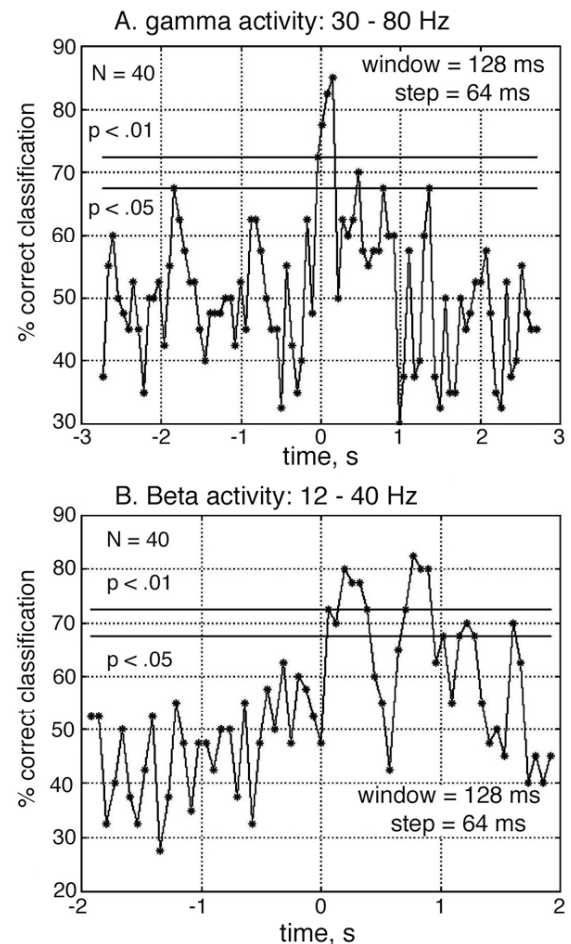 A. gamma activity: 30 - 80 Hz
90
80
70
60
50
40
30
% correct classification
N = 40
window = 128 ms
step = 64 ms
p < .01
p < .05
-3
-2
-1
0
1
2
3
time, s
B. Beta activity: 12 - 40 Hz
90
80
70
60
50
40
30
20
% correct classification
N = 40
p < .01
p < .05
window = 128 ms
step = 64 ms
-2
-1
0
1
2
time, s